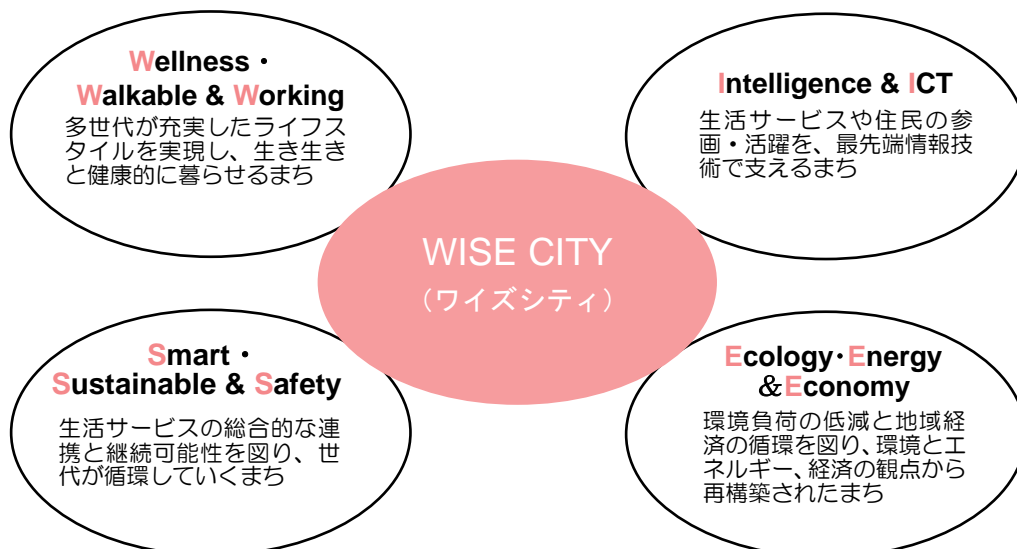 Wellness・
Walkable & Working
多世代が充実したライフス
タイルを実現し、生き生き
と健康的に暮らせるまち
Intelligence & ICT
生活サービスや住民の参
画・活躍を、最先端情報技
術で支えるまち
WISE CITY
（ワイズシティ）
Smart・
Sustainable & Safety
生活サービスの総合的な連
携と継続可能性を図り、世
代が循環していくまち
Ecology・Energy
＆Economy
環境負荷の低減と地域経
済の循環を図り、環境とエ
ネルギー、経済の観点から
再構築されたまち